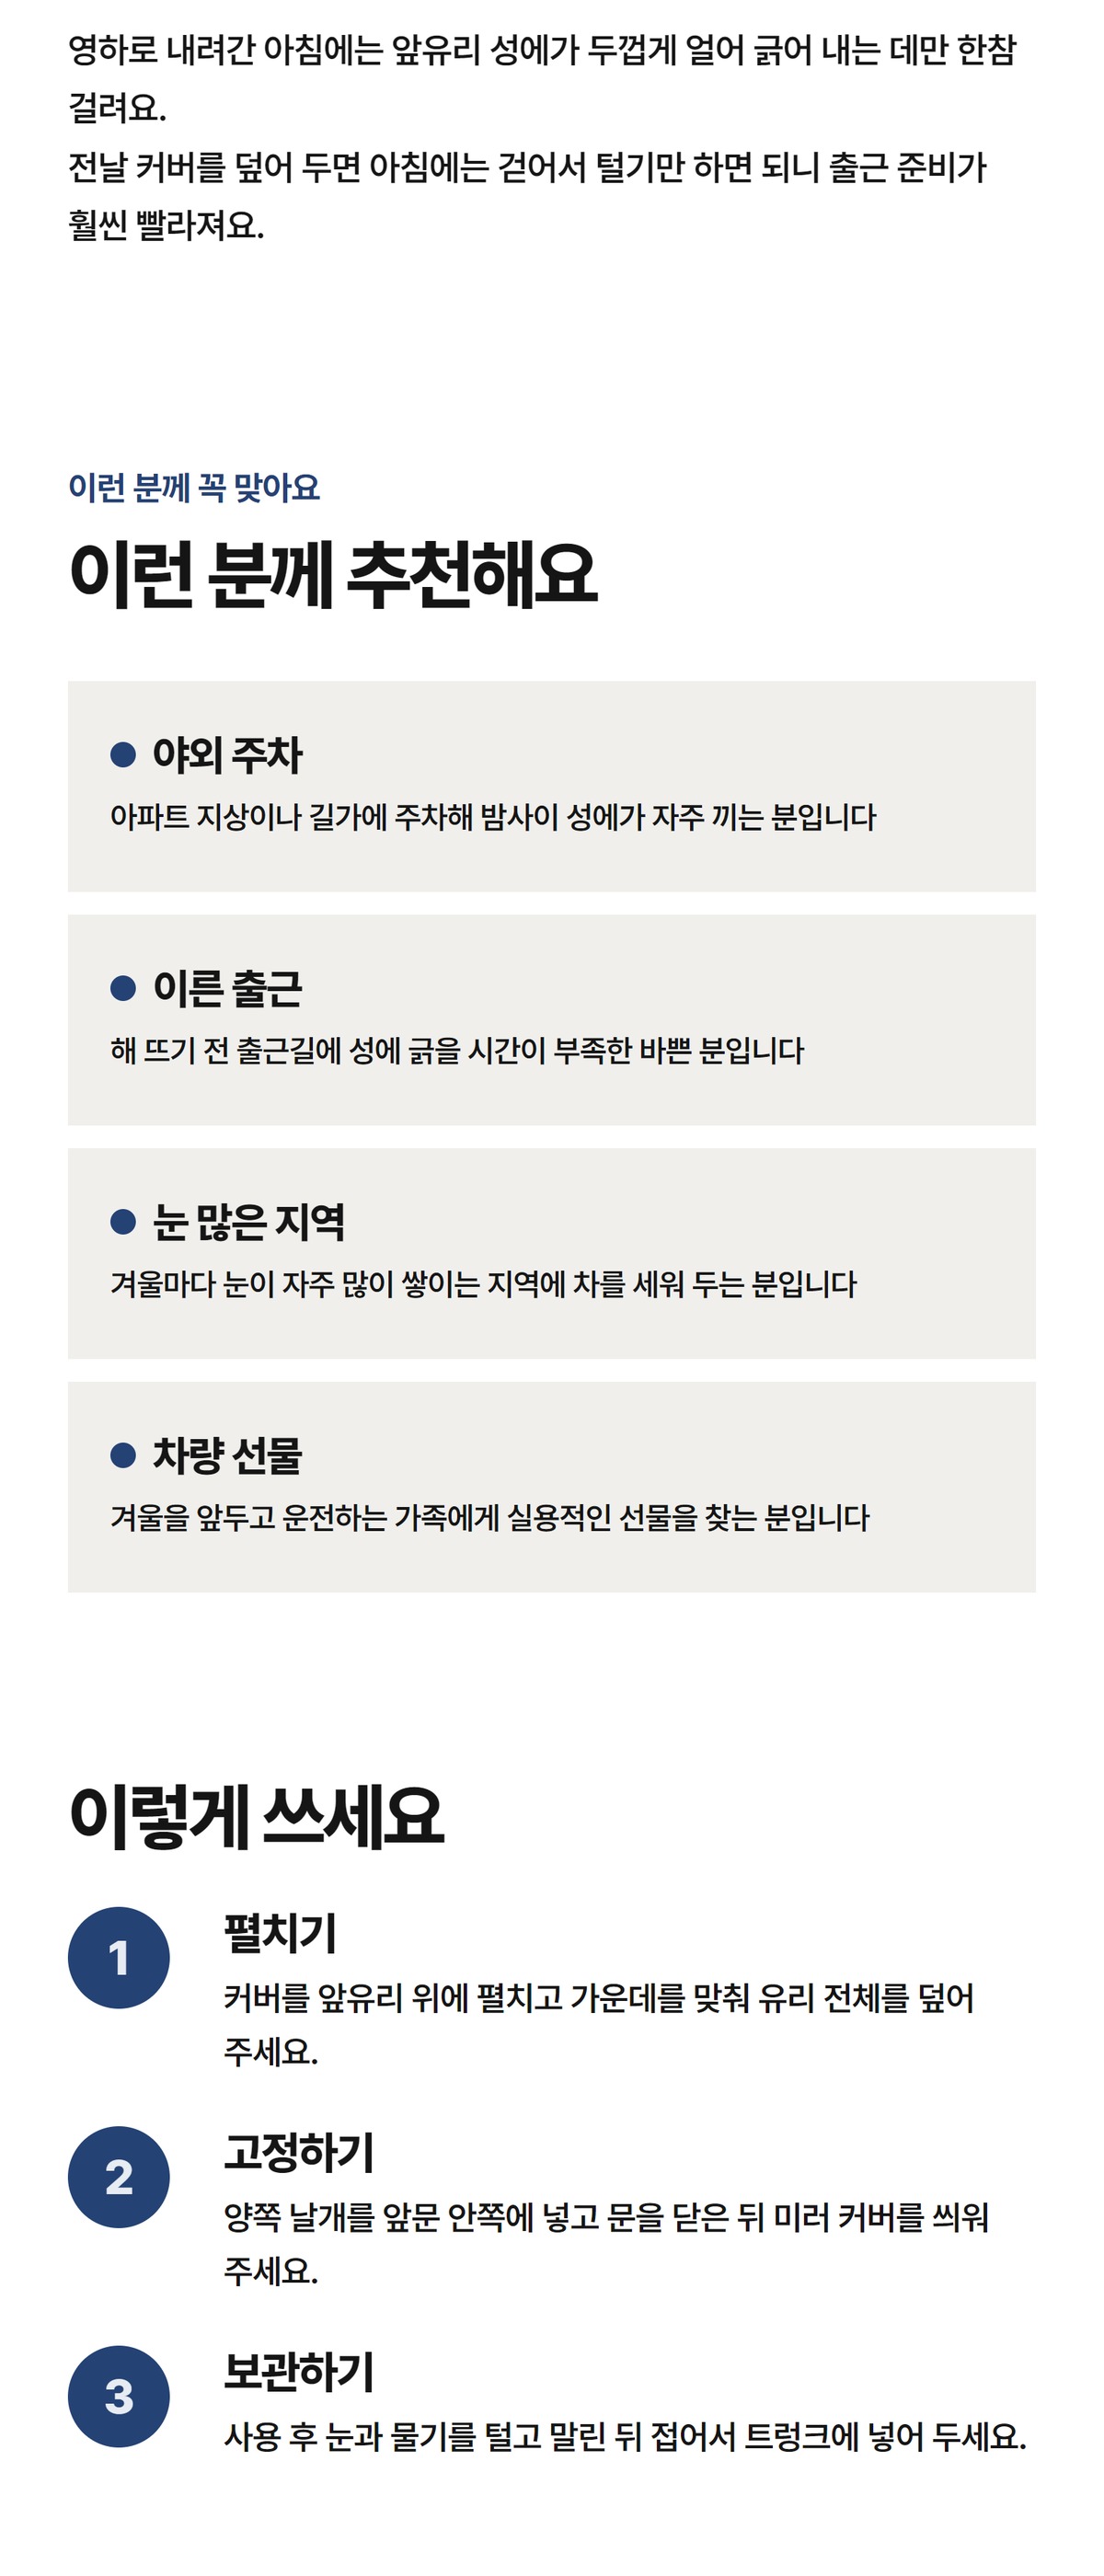 영하로 내려간 아침에는 앞유리 성에가 두껍게 얼어 긁어 내는 데만 한참
걸려요.
전날 커버를 덮어 두면 아침에는 걷어서 털기만 하면 되니 출근 준비가
훨씬 빨라져요.
이런 분께 꼭 맞아요
이런 분께 추천해요
야외 주차
아파트 지상이나 길가에 주차해 밤사이 성에가 자주 끼는 분입니다
이른 출근
해 뜨기 전 출근길에 성에 긁을 시간이 부족한 바쁜 분입니다
눈 많은 지역
겨울마다 눈이 자주 많이 쌓이는 지역에 차를 세워 두는 분입니다
차량 선물
겨울을 앞두고 운전하는 가족에게 실용적인 선물을 찾는 분입니다
이렇게 쓰세요
1
펼치기
커버를 앞유리 위에 펼치고 가운데를 맞춰 유리 전체를 덮어
주세요.
2
고정하기
양쪽 날개를 앞문 안쪽에 넣고 문을 닫은 뒤 미러 커버를 씌워
주세요.
3
보관하기
사용 후 눈과 물기를 털고 말린 뒤 접어서 트렁크에 넣어 두세요.